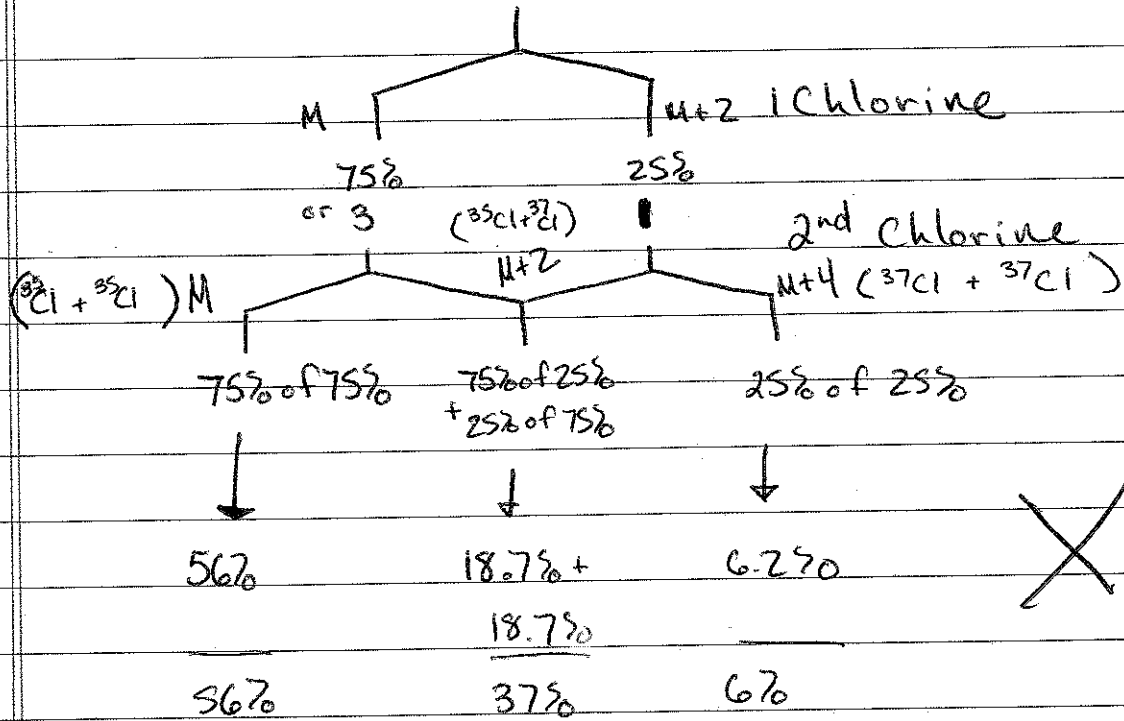 M M+2 1 Chlorine
75% 25%
or 3 (³⁵Cl+³⁷Cl) 1 2nd Chlorine
(³⁵Cl + ³⁵Cl) M M+2 M+4 (³⁷Cl + ³⁷Cl)
75% of 75% 75% of 25% 25% of 25%
+ 25% of 75%
56% 18.7% + 6.2%
18.7%
56% 37% 6%